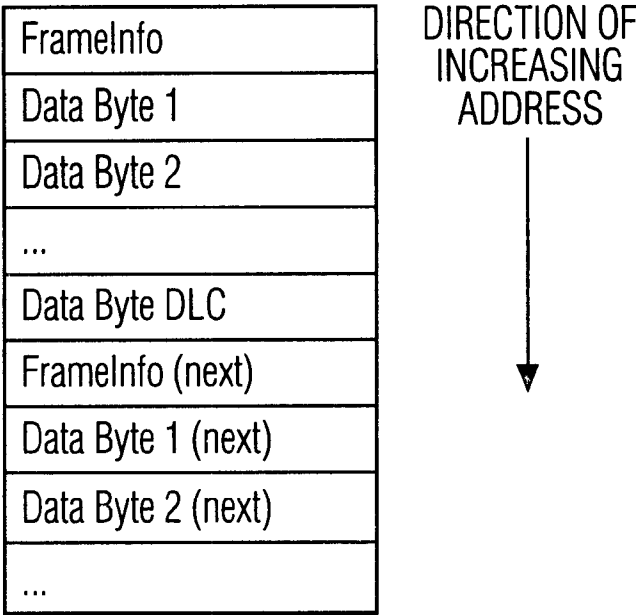 FrameInfo
Data Byte 1
Data Byte 2
...
Data Byte DLC
FrameInfo (next)
Data Byte 1 (next)
Data Byte 2 (next)
...
DIRECTION OF
INCREASING
ADDRESS